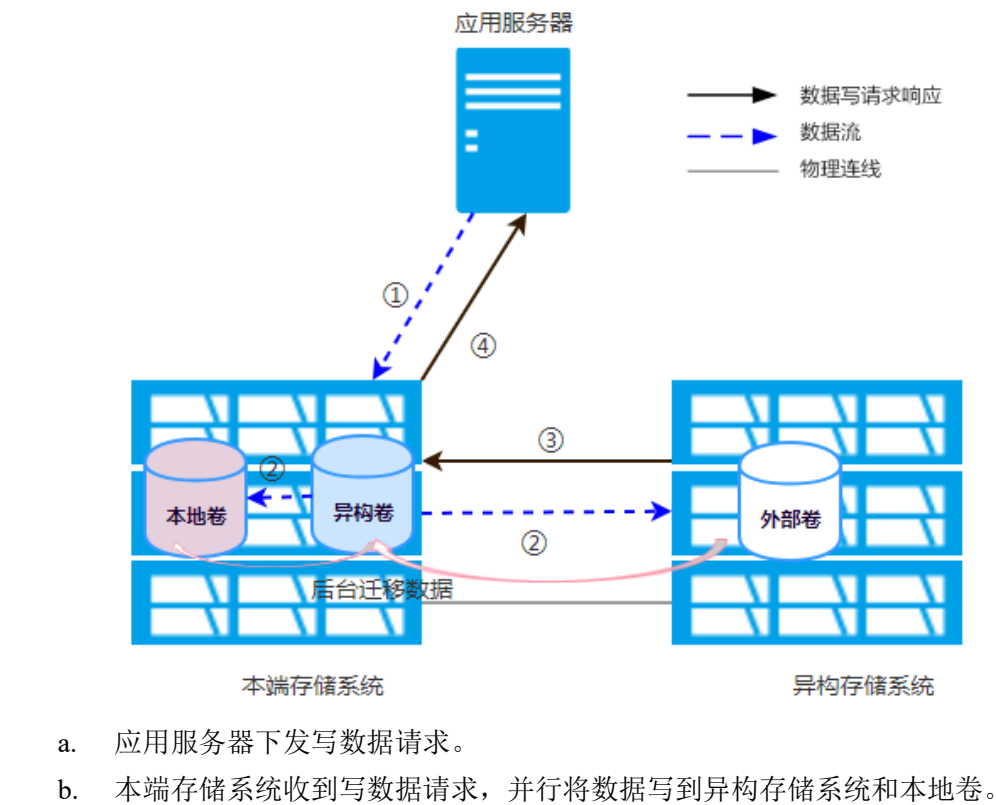 应用服务器
数据写请求响应
数据流
物理连线
①
④
③
②
本地卷
异构卷
外部卷
②
后台迁移数据
本端存储系统
异构存储系统
a. 应用服务器下发写数据请求。
b. 本端存储系统收到写数据请求，并行将数据写到异构存储系统和本地卷。